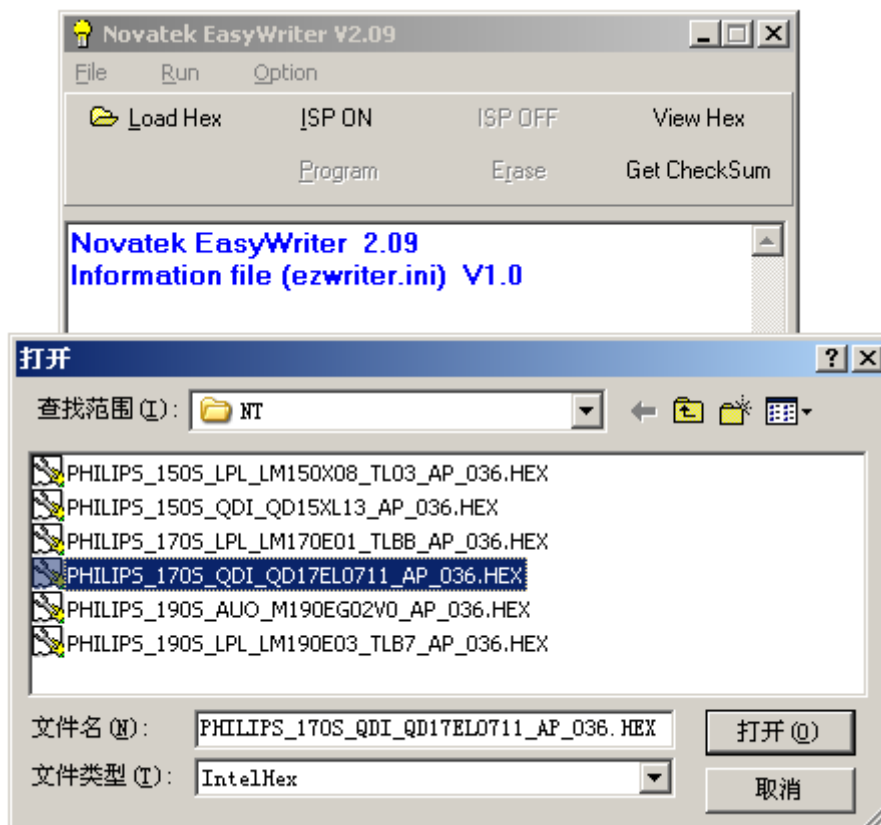 Novatek EasyWriter V2.09
File Run Option
Load Hex ISP ON ISP OFF View Hex
Program Erase Get CheckSum
Novatek EasyWriter 2.09
Information file (ezwriter.ini) V1.0
打开
查找范围(I): NT
PHILIPS_150S_LPL_LM150X08_TL03_AP_036.HEX
PHILIPS_150S_QDI_QD15XL13_AP_036.HEX
PHILIPS_170S_LPL_LM170E01_TLBB_AP_036.HEX
PHILIPS_170S_QDI_QD17EL0711_AP_036.HEX
PHILIPS_190S_AUO_M190EG02V0_AP_036.HEX
PHILIPS_190S_LPL_LM190E03_TLB7_AP_036.HEX
文件名(N): PHILIPS_170S_QDI_QD17EL0711_AP_036.HEX 打开(O)
文件类型(T): IntelHex 取消